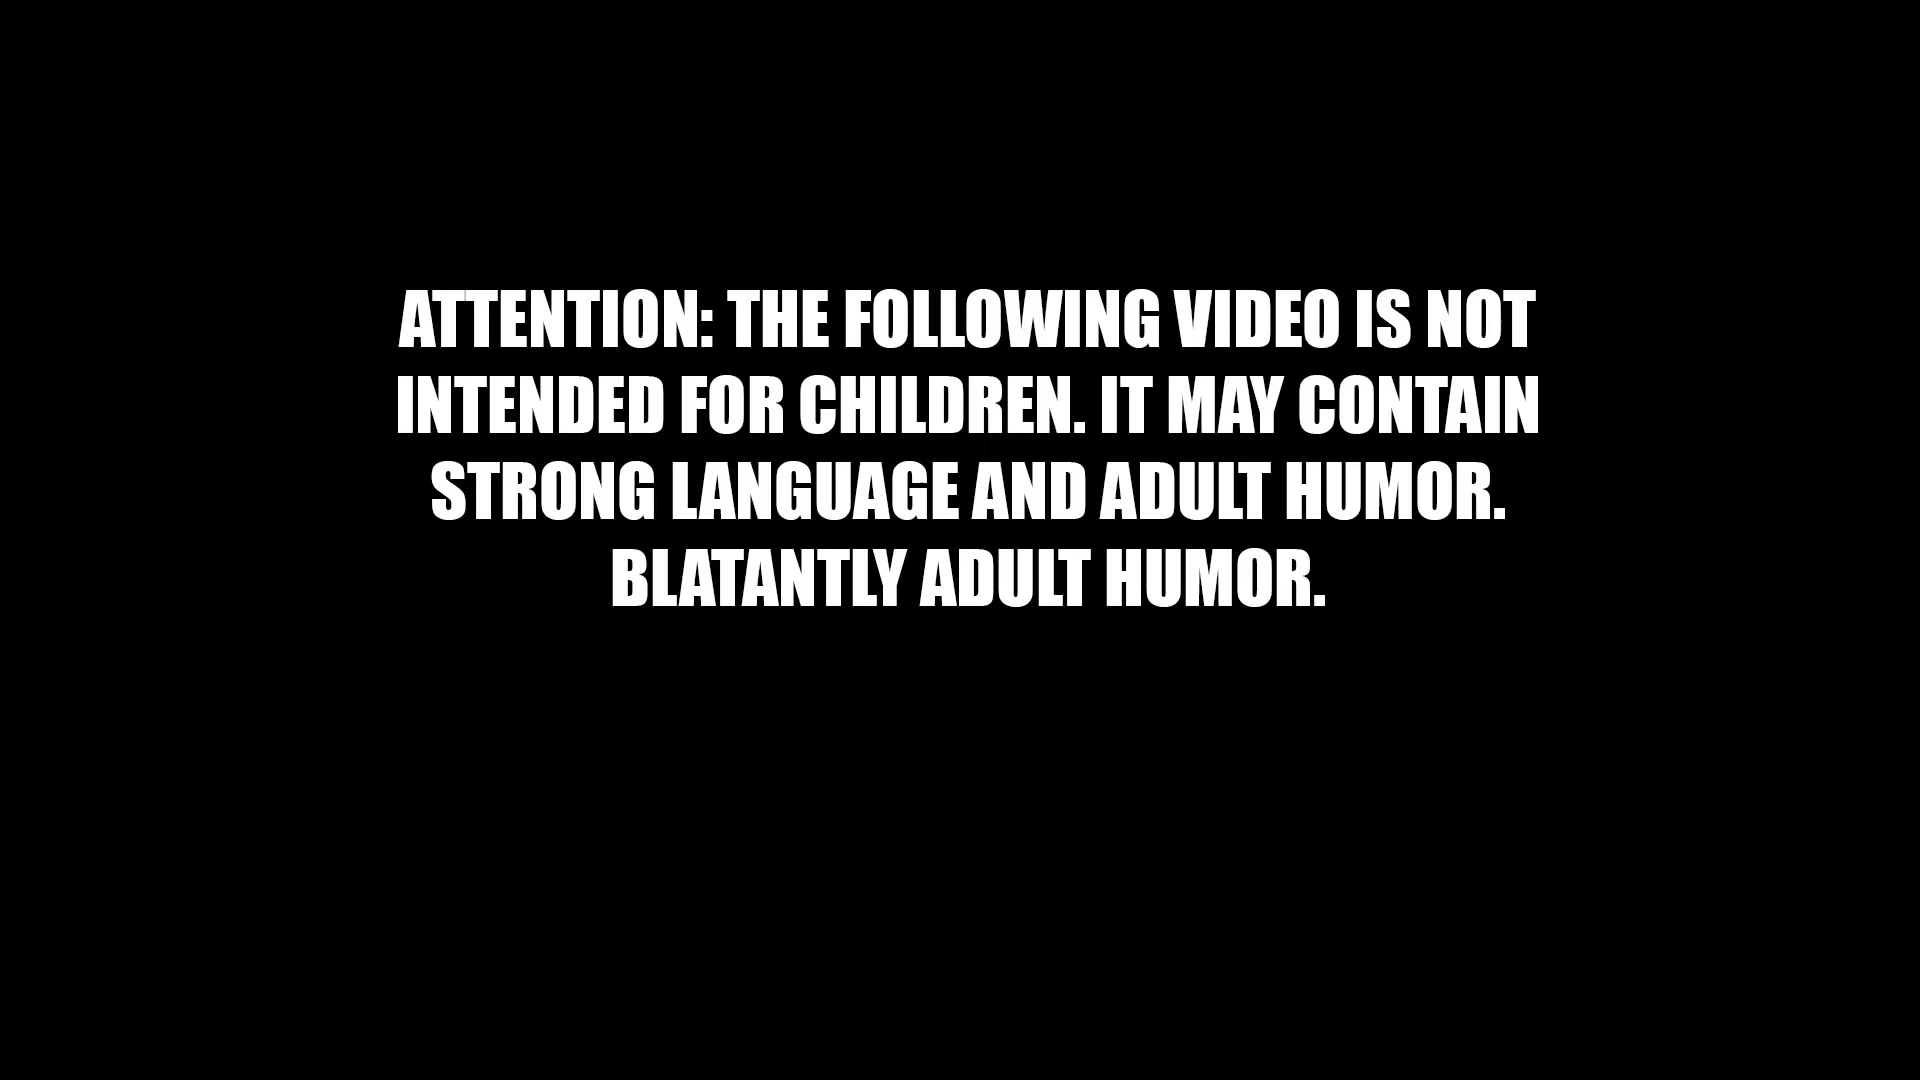 ATTENTION: THE FOLLOWING VIDEO IS NOT
INTENDED FOR CHILDREN. IT MAY CONTAIN
STRONG LANGUAGE AND ADULT HUMOR.
BLATANTLY ADULT HUMOR.